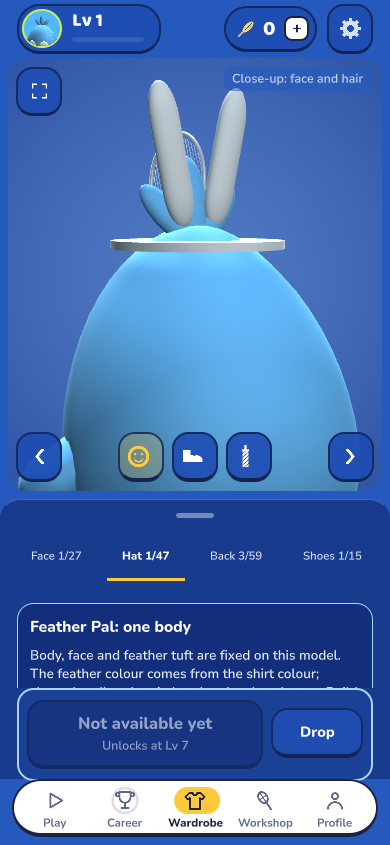 Lv 1
0
+
Close-up: face and hair
Face 1/27
Hat 1/47
Back 3/59
Shoes 1/15
Feather Pal: one body
Body, face and feather tuft are fixed on this model.
The feather colour comes from the shirt colour;
Not available yet
Unlocks at Lv 7
Drop
Play
Career
Wardrobe
Workshop
Profile